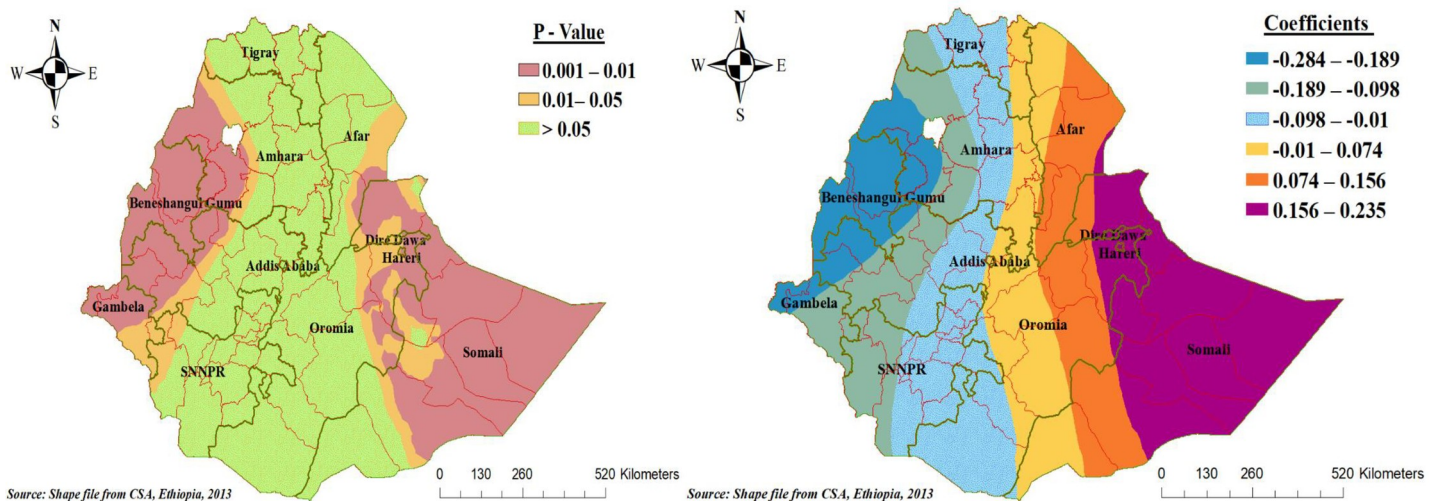 N
W E
S
P - Value
0.001 – 0.01
0.01– 0.05
> 0.05
Tigray
Afar
Amhara
Beneshangul Gumu
Dire Dawa
Hareri
Addis Ababa
Gambela
Oromia
Somali
SNNPR
0 130 260 520 Kilometers
Source: Shape file from CSA, Ethiopia, 2013
N
W E
S
Coefficients
-0.284 – -0.189
-0.189 – -0.098
-0.098 – -0.01
-0.01 – 0.074
0.074 – 0.156
0.156 – 0.235
Tigray
Afar
Amhara
Beneshangul Gumu
Dire Dawa
Hareri
Addis Ababa
Gambela
Oromia
Somali
SNNPR
0 130 260 520 Kilometers
Source: Shape file from CSA, Ethiopia, 2013